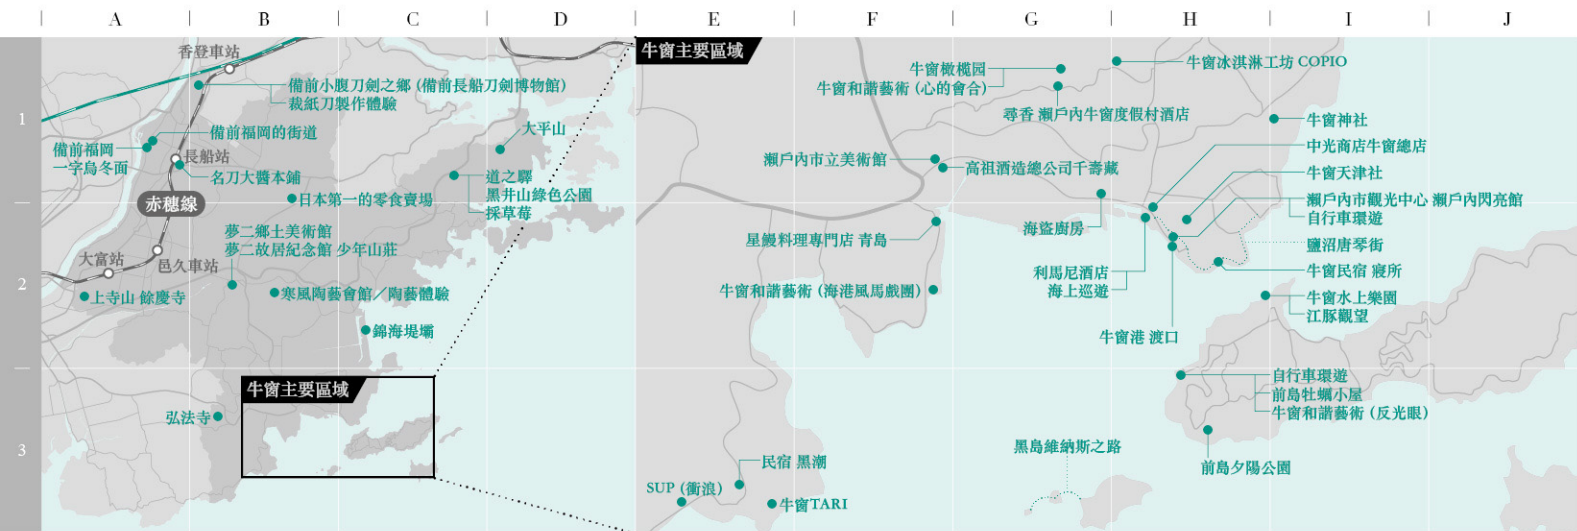 A B C D E F G H I J
1
2
3
香登車站
備前小腹刀劍之鄉 (備前長船刀劍博物館)
裁紙刀製作體驗
備前福岡的街道
備前福岡
一字烏冬面
長船站
名刀大醬本鋪
赤穗線
日本第一的零食賣場
夢二鄉土美術館
夢二故居紀念館 少年山莊
大富站
邑久車站
上寺山 餘慶寺
寒風陶藝會館／陶藝體驗
錦海堤壩
大平山
道之驛
黑井山綠色公園
採草莓
牛窗主要區域
弘法寺
牛窗主要區域
牛窗橄榄园
牛窗和諧藝術 (心的會合)
尋香 瀨戶內牛窗度假村酒店
牛窗冰淇淋工坊 COPIO
牛窗神社
中光商店牛窗總店
牛窗天津社
瀨戶內市立美術館
高祖酒造總公司千壽藏
瀨戶內市觀光中心 瀨戶內閃亮館
自行車環遊
海盜廚房
星鰻料理專門店 青島
鹽沼唐琴街
利馬尼酒店
海上巡遊
牛窗民宿 寢所
牛窗和諧藝術 (海港風馬戲團)
牛窗水上樂園
江豚觀望
牛窗港 渡口
自行車環遊
前島牡蠣小屋
牛窗和諧藝術 (反光眼)
前島夕陽公園
黑島維納斯之路
民宿 黑潮
SUP (衝浪)
牛窗TARI